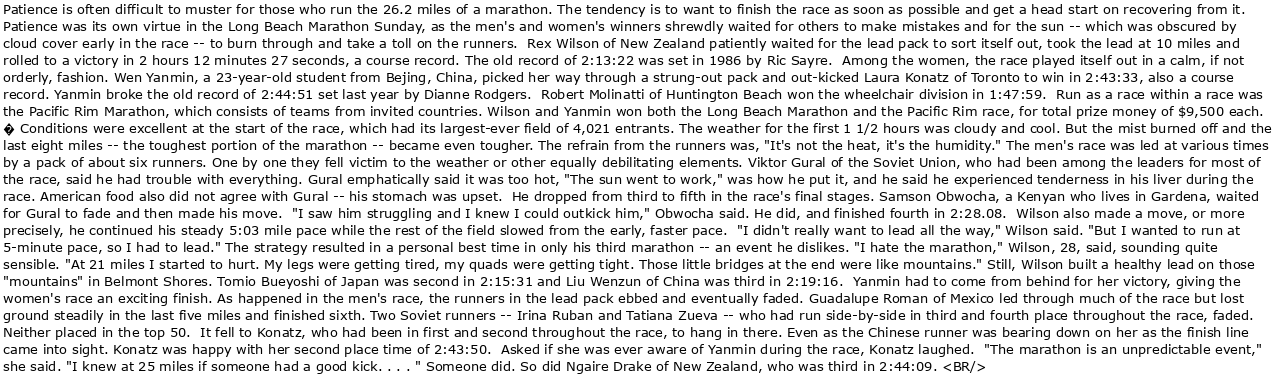 Patience is often difficult to muster for those who run the 26.2 miles of a marathon. The tendency is to want to finish the race as soon as possible and get a head start on recovering from it.
Patience was its own virtue in the Long Beach Marathon Sunday, as the men's and women's winners shrewdly waited for others to make mistakes and for the sun -- which was obscured by
cloud cover early in the race -- to burn through and take a toll on the runners.  Rex Wilson of New Zealand patiently waited for the lead pack to sort itself out, took the lead at 10 miles and
rolled to a victory in 2 hours 12 minutes 27 seconds, a course record. The old record of 2:13:22 was set in 1986 by Ric Sayre.  Among the women, the race played itself out in a calm, if not
orderly, fashion. Wen Yanmin, a 23-year-old student from Bejing, China, picked her way through a strung-out pack and out-kicked Laura Konatz of Toronto to win in 2:43:33, also a course
record. Yanmin broke the old record of 2:44:51 set last year by Dianne Rodgers.  Robert Molinatti of Huntington Beach won the wheelchair division in 1:47:59.  Run as a race within a race was
the Pacific Rim Marathon, which consists of teams from invited countries. Wilson and Yanmin won both the Long Beach Marathon and the Pacific Rim race, for total prize money of $9,500 each.
� Conditions were excellent at the start of the race, which had its largest-ever field of 4,021 entrants. The weather for the first 1 1/2 hours was cloudy and cool. But the mist burned off and the
last eight miles -- the toughest portion of the marathon -- became even tougher. The refrain from the runners was, "It's not the heat, it's the humidity." The men's race was led at various times
by a pack of about six runners. One by one they fell victim to the weather or other equally debilitating elements. Viktor Gural of the Soviet Union, who had been among the leaders for most of
the race, said he had trouble with everything. Gural emphatically said it was too hot, "The sun went to work," was how he put it, and he said he experienced tenderness in his liver during the
race. American food also did not agree with Gural -- his stomach was upset.  He dropped from third to fifth in the race's final stages. Samson Obwocha, a Kenyan who lives in Gardena, waited
for Gural to fade and then made his move.  "I saw him struggling and I knew I could outkick him," Obwocha said. He did, and finished fourth in 2:28.08.  Wilson also made a move, or more
precisely, he continued his steady 5:03 mile pace while the rest of the field slowed from the early, faster pace.  "I didn't really want to lead all the way," Wilson said. "But I wanted to run at
5-minute pace, so I had to lead." The strategy resulted in a personal best time in only his third marathon -- an event he dislikes. "I hate the marathon," Wilson, 28, said, sounding quite
sensible. "At 21 miles I started to hurt. My legs were getting tired, my quads were getting tight. Those little bridges at the end were like mountains." Still, Wilson built a healthy lead on those
"mountains" in Belmont Shores. Tomio Bueyoshi of Japan was second in 2:15:31 and Liu Wenzun of China was third in 2:19:16.  Yanmin had to come from behind for her victory, giving the
women's race an exciting finish. As happened in the men's race, the runners in the lead pack ebbed and eventually faded. Guadalupe Roman of Mexico led through much of the race but lost
ground steadily in the last five miles and finished sixth. Two Soviet runners -- Irina Ruban and Tatiana Zueva -- who had run side-by-side in third and fourth place throughout the race, faded.
Neither placed in the top 50.  It fell to Konatz, who had been in first and second throughout the race, to hang in there. Even as the Chinese runner was bearing down on her as the finish line
came into sight. Konatz was happy with her second place time of 2:43:50.  Asked if she was ever aware of Yanmin during the race, Konatz laughed.  "The marathon is an unpredictable event,"
she said. "I knew at 25 miles if someone had a good kick. . . . " Someone did. So did Ngaire Drake of New Zealand, who was third in 2:44:09. <BR/>